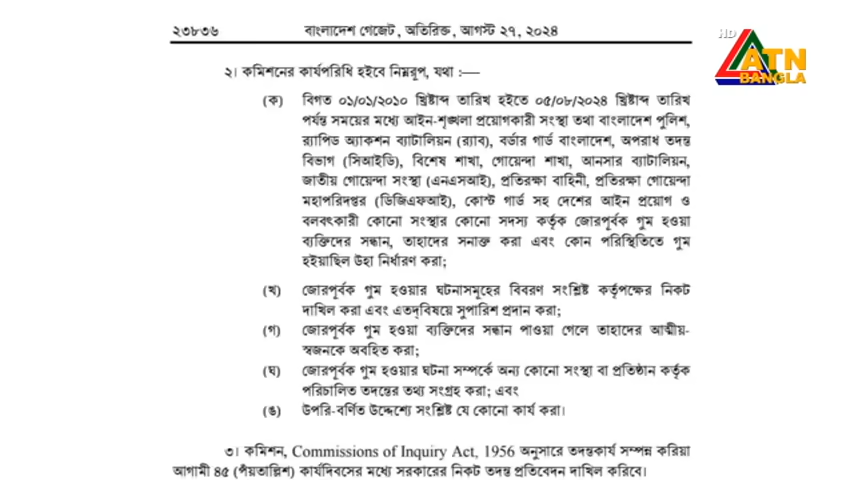 ২৩৮৩৬ বাংলাদেশ গেজেট, অতিরিক্ত, আগস্ট ২৭, ২০২৪
HD
ATN
BANGLA
২। কমিশনের কার্যপরিধি হইবে নিম্নরূপ, যথা :—
(ক) বিগত ০১/০১/২০১০ খ্রিষ্টাব্দ তারিখ হইতে ০৫/০৮/২০২৪ খ্রিষ্টাব্দ তারিখ
পর্যন্ত সময়ের মধ্যে আইন-শৃঙ্খলা প্রয়োগকারী সংস্থা তথা বাংলাদেশ পুলিশ,
র‍্যাপিড অ্যাকশন ব্যাটালিয়ন (র‍্যাব), বর্ডার গার্ড বাংলাদেশ, অপরাধ তদন্ত
বিভাগ (সিআইডি), বিশেষ শাখা, গোয়েন্দা শাখা, আনসার ব্যাটালিয়ন,
জাতীয় গোয়েন্দা সংস্থা (এনএসআই), প্রতিরক্ষা বাহিনী, প্রতিরক্ষা গোয়েন্দা
মহাপরিদপ্তর (ডিজিএফআই), কোস্ট গার্ড সহ দেশের আইন প্রয়োগ ও
বলবৎকারী কোনো সংস্থার কোনো সদস্য কর্তৃক জোরপূর্বক গুম হওয়া
ব্যক্তিদের সন্ধান, তাহাদের সনাক্ত করা এবং কোন পরিস্থিতিতে গুম
হইয়াছিল উহা নির্ধারণ করা;
(খ) জোরপূর্বক গুম হওয়ার ঘটনাসমূহের বিবরণ সংশ্লিষ্ট কর্তৃপক্ষের নিকট
দাখিল করা এবং এতদ্‌বিষয়ে সুপারিশ প্রদান করা;
(গ) জোরপূর্বক গুম হওয়া ব্যক্তিদের সন্ধান পাওয়া গেলে তাহাদের আত্মীয়-
স্বজনকে অবহিত করা;
(ঘ) জোরপূর্বক গুম হওয়ার ঘটনা সম্পর্কে অন্য কোনো সংস্থা বা প্রতিষ্ঠান কর্তৃক
পরিচালিত তদন্তের তথ্য সংগ্রহ করা; এবং
(ঙ) উপরি-বর্ণিত উদ্দেশ্যে সংশ্লিষ্ট যে কোনো কার্য করা।
৩। কমিশন, Commissions of Inquiry Act, 1956 অনুসারে তদন্তকার্য সম্পন্ন করিয়া
আগামী ৪৫ (পঁয়তাল্লিশ) কার্যদিবসের মধ্যে সরকারের নিকট তদন্ত প্রতিবেদন দাখিল করিবে।